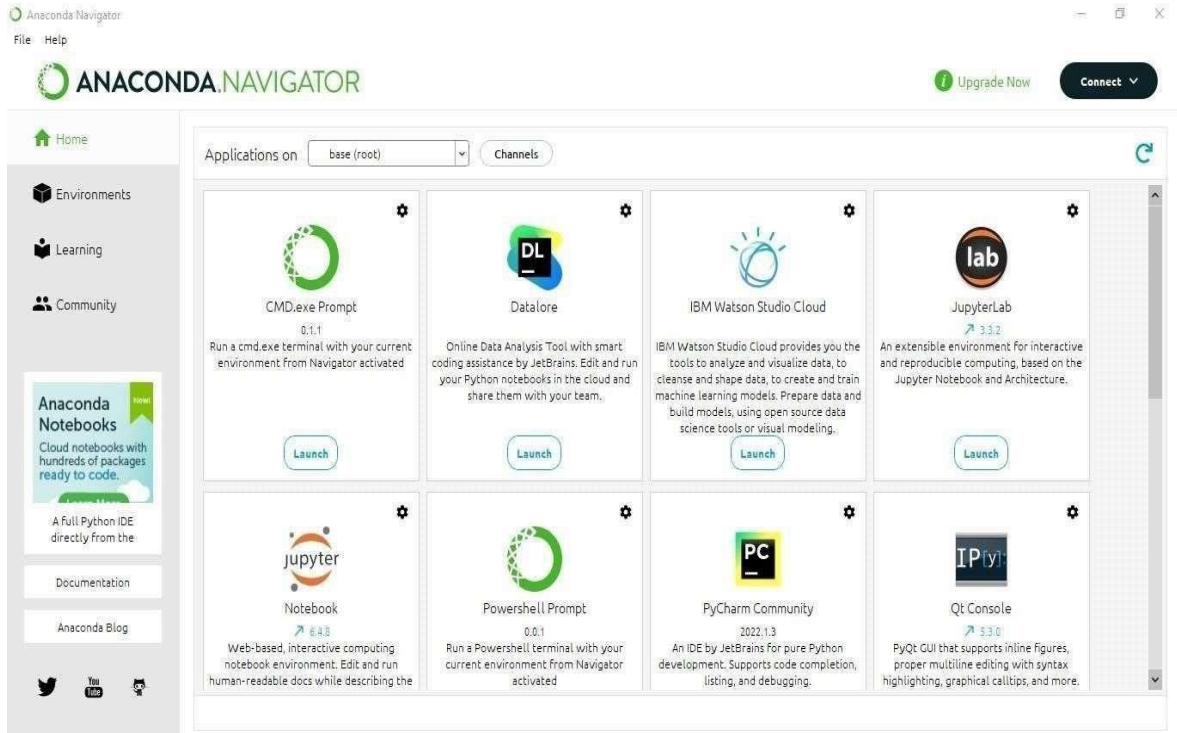 Anaconda Navigator
File Help
ANACONDA.NAVIGATOR
Upgrade Now
Connect
Home
Environments
Learning
Community
Anaconda
Notebooks
New!
Cloud notebooks with
hundreds of packages
ready to code.
Learn More
A full Python IDE
directly from the
Documentation
Anaconda Blog
You
Tube
Applications on base (root) Channels
CMD.exe Prompt
0.1.1
Run a cmd.exe terminal with your current
environment from Navigator activated
Launch
DL
Datalore
Online Data Analysis Tool with smart
coding assistance by JetBrains. Edit and run
your Python notebooks in the cloud and
share them with your team.
Launch
IBM Watson Studio Cloud
IBM Watson Studio Cloud provides you the
tools to analyze and visualize data, to
cleanse and shape data, to create and train
machine learning models. Prepare data and
build models, using open source data
science tools or visual modeling.
Launch
lab
JupyterLab
3.3.2
An extensible environment for interactive
and reproducible computing, based on the
Jupyter Notebook and Architecture.
Launch
jupyter
Notebook
6.4.8
Web-based, interactive computing
notebook environment. Edit and run
human-readable docs while describing the
Powershell Prompt
0.0.1
Run a Powershell terminal with your
current environment from Navigator
activated
PC
PyCharm Community
2022.1.3
An IDE by JetBrains for pure Python
development. Supports code completion,
listing, and debugging.
IP[y]:
Qt Console
5.3.0
PyQt GUI that supports inline figures,
proper multiline editing with syntax
highlighting, graphical calltips, and more.